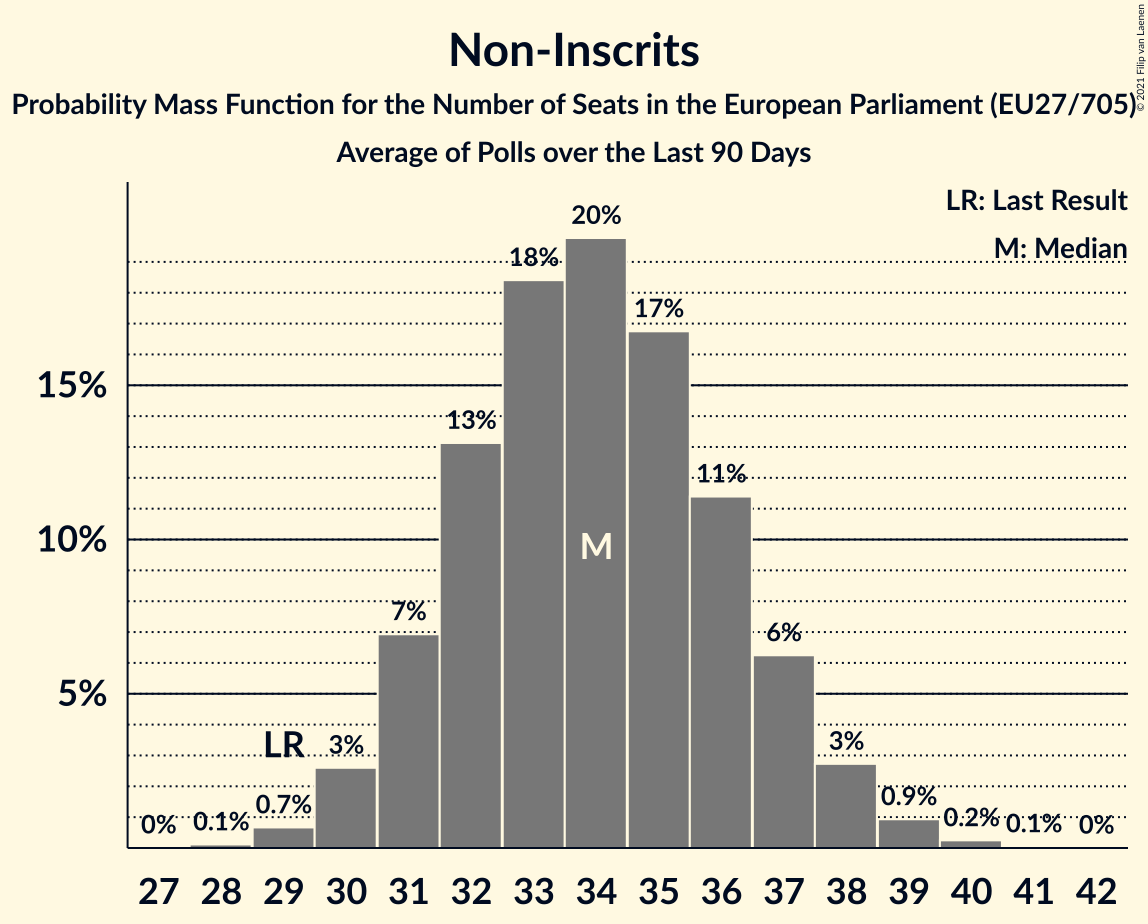 Non-Inscrits
Probability Mass Function for the Number of Seats in the European Parliament (EU27/705)
Average of Polls over the Last 90 Days
© 2021 Filip van Laenen
LR: Last Result
M: Median
20%
18%
17%
15%
13%
11%
10%
M
7%
6%
5%
LR
3%
3%
0.7%
0.9%
0%
0.1%
0.2%
0.1%
0%
27 28 29 30 31 32 33 34 35 36 37 38 39 40 41 42